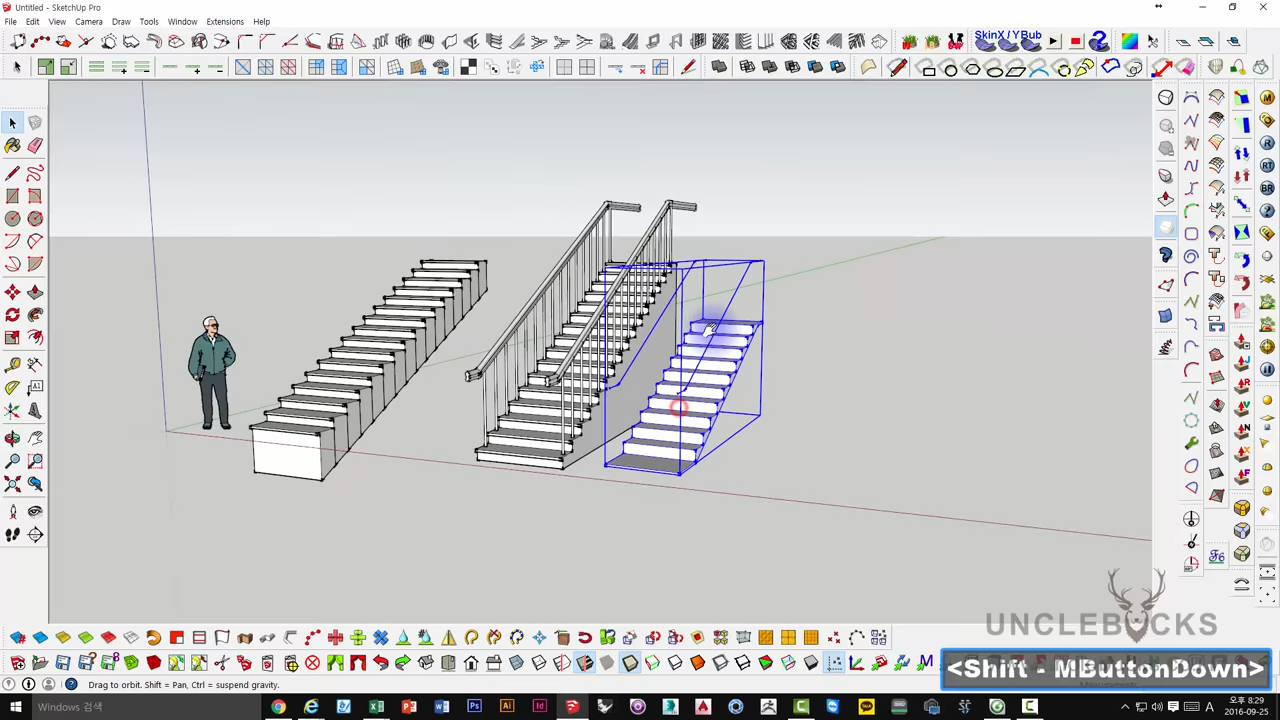 Untitled - SketchUp Pro
File Edit View Camera Draw Tools Window Extensions Help
SkinX / YBub
UNCLEBOCKS
<Shift - MButtonDown>
Drag to orbit. Shift = Pan, Ctrl = suspend gravity.
Windows 검색
오후 8:29
2016-09-25